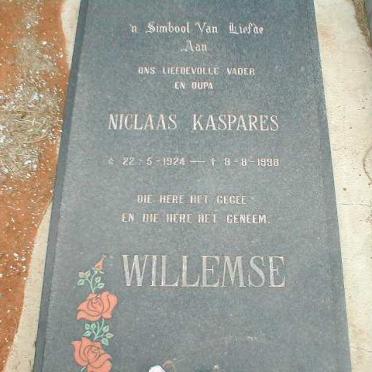 'n Simbool Van Liefde
Aan
ONS LIEFDEVOLLE VADER
EN OUPA
NICLAAS KASPARES
☆ 22-5-1924 — † 9-8-1998
DIE HERE HET GEGEE
EN DIE HERE HET GENEEM.
WILLEMSE